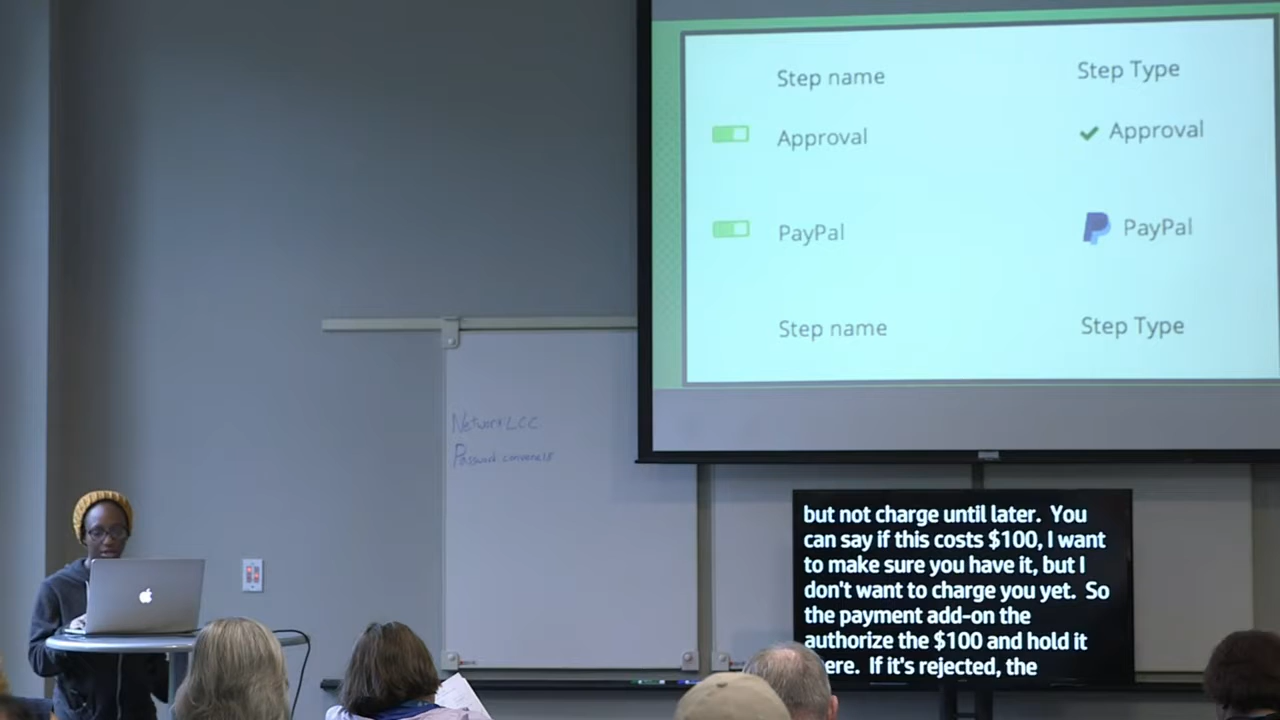 Step name Step Type
Approval Approval
PayPal PayPal
Step name Step Type
Network LCC
but not charge until later. You
can say if this costs $100, I want
to make sure you have it, but I
don't want to charge you yet. So
the payment add-on the
authorize the $100 and hold it
If it's rejected, the